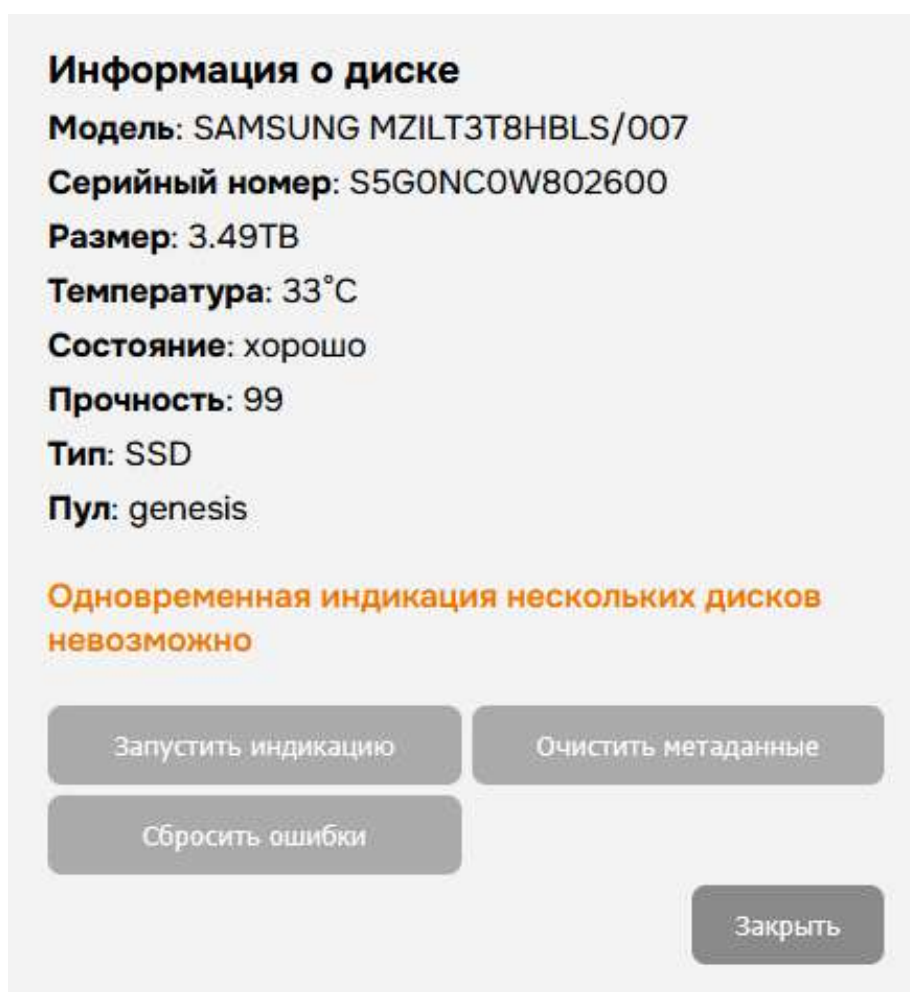 Информация о диске
Модель: SAMSUNG MZILT3T8HBLS/007
Серийный номер: S5G0NC0W802600
Размер: 3.49TB
Температура: 33°C
Состояние: хорошо
Прочность: 99
Тип: SSD
Пул: genesis
Одновременная индикация нескольких дисков
невозможно
Запустить индикацию
Очистить метаданные
Сбросить ошибки
Закрыть